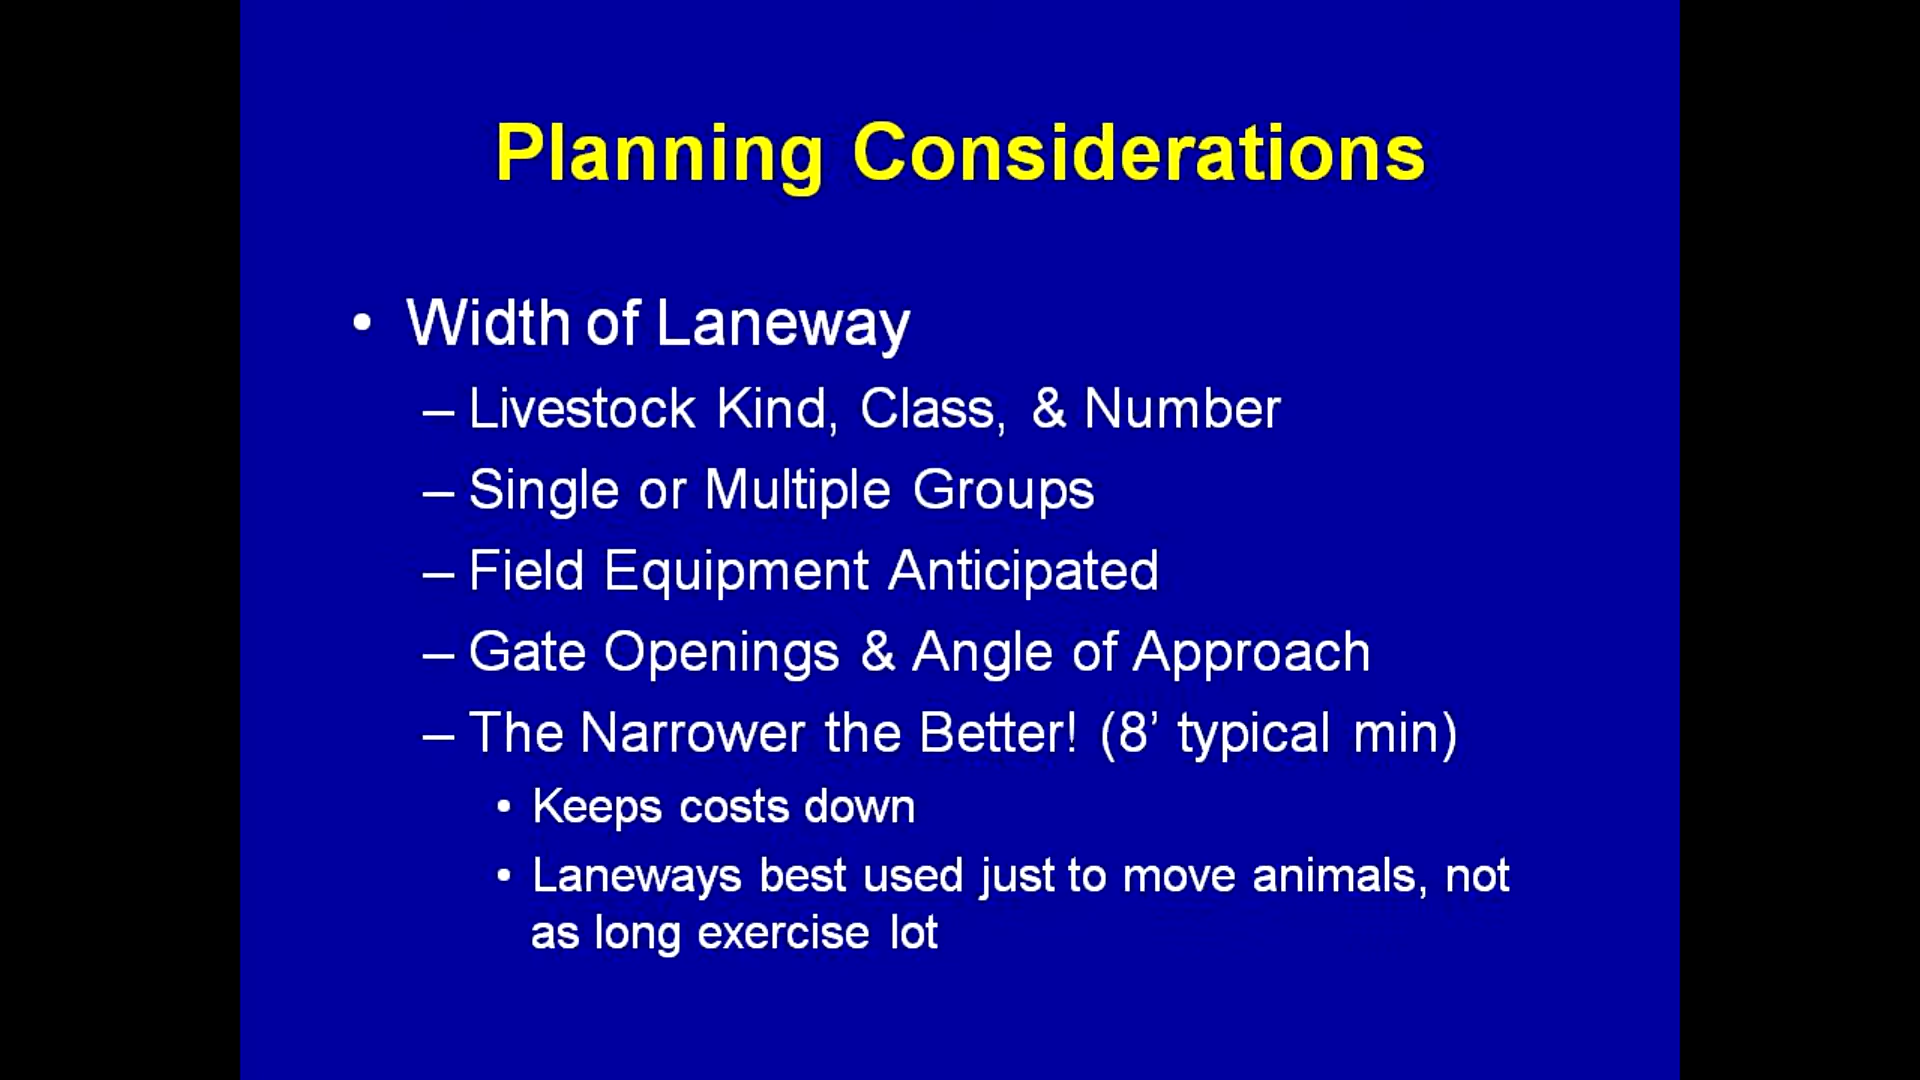 Planning Considerations
• Width of Laneway
– Livestock Kind, Class, & Number
– Single or Multiple Groups
– Field Equipment Anticipated
– Gate Openings & Angle of Approach
– The Narrower the Better! (8’ typical min)
• Keeps costs down
• Laneways best used just to move animals, not
as long exercise lot